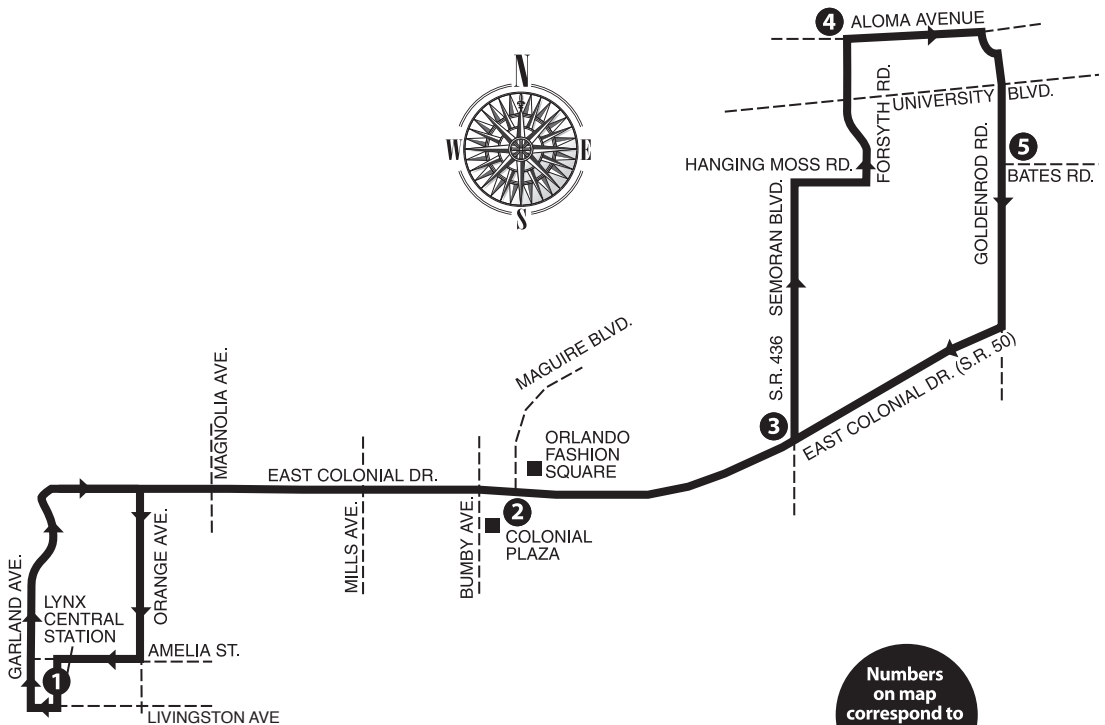 4
ALOMA AVENUE
N
W
E
S
FORSYTH RD.
UNIVERSITY BLVD.
HANGING MOSS RD.
GOLDENROD RD.
5
BATES RD.
SEMORAN BLVD.
S.R. 436
MAGUIRE BLVD.
EAST COLONIAL DR. (S.R. 50)
3
MAGNOLIA AVE.
EAST COLONIAL DR.
ORLANDO
FASHION
SQUARE
MILLS AVE.
BUMBY AVE.
2
COLONIAL
PLAZA
GARLAND AVE.
ORANGE AVE.
LYNX
CENTRAL
STATION
AMELIA ST.
1
LIVINGSTON AVE
Numbers
on map
correspond to